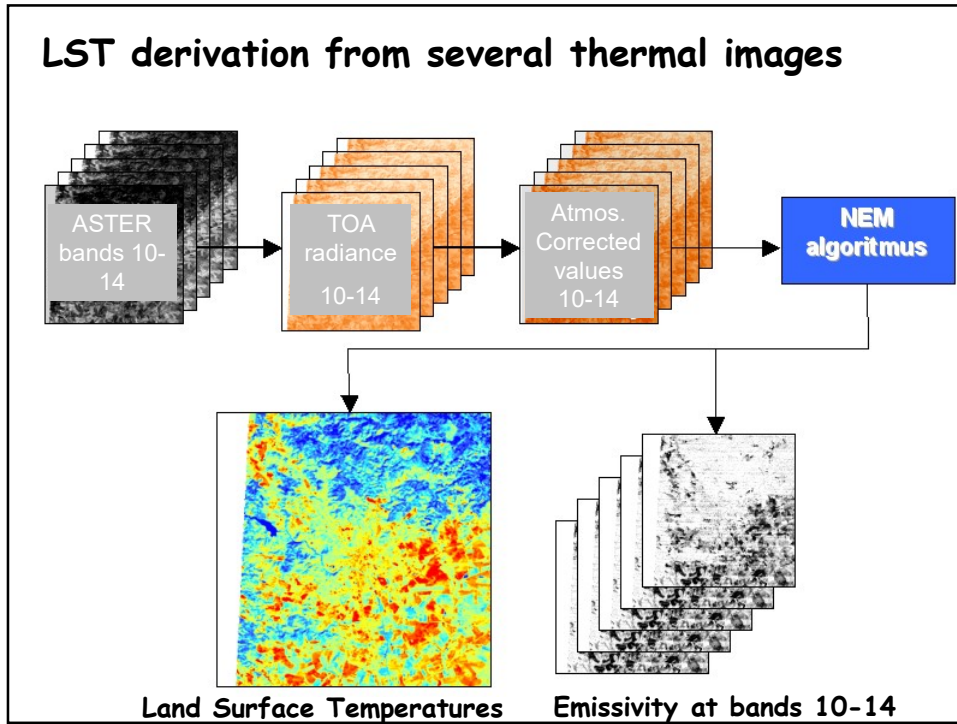 LST derivation from several thermal images
ASTER
bands 10-
14
TOA
radiance
10-14
Atmos.
Corrected
values
10-14
NEM
algoritmus
Land Surface Temperatures
Emissivity at bands 10-14